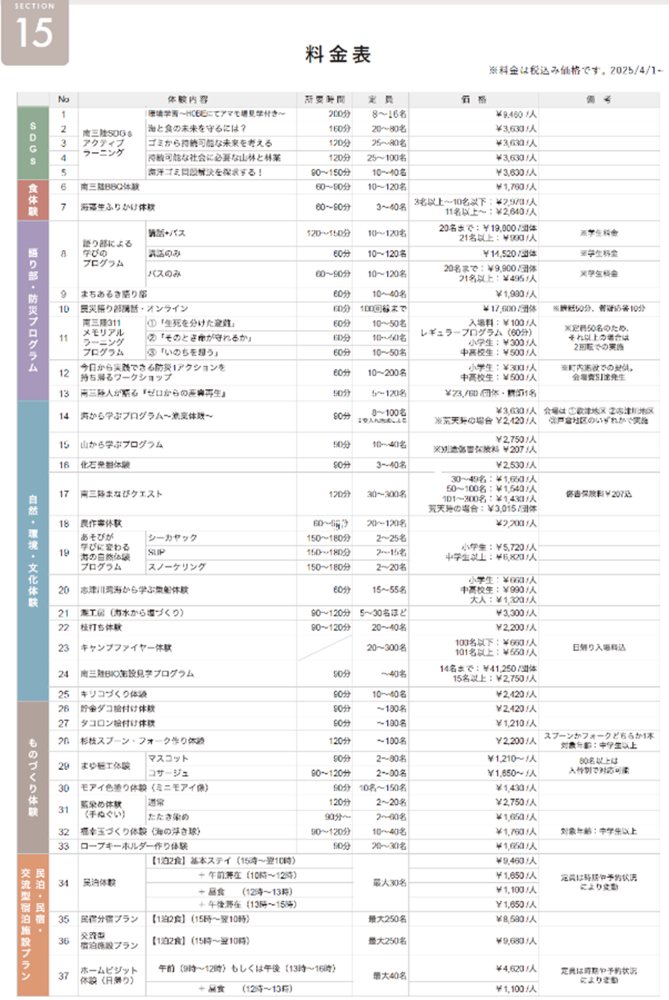 SECTION
15
料金表
※料金は税込み価格です。2025/4/1~
No 体験内容 所要時間 定員 価格 備考
SDGs
南三陸SDGs
アクティブ
ラーニング
1 環境学習～HOBIEにてアマモ場見学付き～ 200分 8～16名 ￥9,460/人
2 海と食の未来を守るには？ 160分 20～80名 ￥3,630/人
3 ゴミから持続可能な未来を考える 120分 25～80名 ￥3,630/人
4 持続可能な社会に必要な山林と林業 120分 25～100名 ￥3,630/人
5 海洋ゴミ問題解決を探求する！ 90～150分 10～40名 ￥3,630/人
食体験
6 南三陸BBQ体験 60～90分 10～120名 ￥1,760/人
7 海藻生ふりかけ体験 60～90分 3～40名 3名以上～10名以下：￥2,970/人
11名以上～：￥2,640/人
語り部・防災プログラム
8 語り部による
学びの
プログラム
講話+バス 120～150分 10～120名 20名まで：￥19,800/団体
21名以上：￥990/人 ※学生料金
講話のみ 60分 10～120名 ￥14,520/団体 ※学生料金
バスのみ 60～90分 10～120名 20名まで：￥9,900/団体
21名以上：￥495/人 ※学生料金
9 まちあるき語り部 60分 10～40名 ￥1,980/人
10 震災語り部講話・オンライン 60分 100回線まで ￥17,600/団体 ※講話50分、質疑応答10分
11 南三陸311
メモリアル
ラーニング
プログラム
①「生死を分けた避難」 60分 10～50名
②「そのとき命が守れるか」 60分 10～50名
③「いのちを想う」 60分 10～50名
入場料：￥100/人
レギュラープログラム（60分）
小学生：￥300/人
中高校生：￥500/人
※定員50名のため、
それ以上の場合は
2回転での実施
12 今日から実践できる防災1アクションを
持ち帰るワークショップ 60分 10～200名 小学生：￥300/人
中高校生：￥500/人 ※町内施設での提供。
会場費別途発生
13 南三陸人が語る『ゼロからの産業再生』 90分 5～120名 ￥23,760/団体・講師1名
自然・環境・文化体験
14 海から学ぶプログラム～漁業体験～ 90分 8～100名
￥3,630/人
※荒天時の場合 ￥2,420/人
会場は ①歌津地区 ②志津川地区
③戸倉地区のいずれかで実施
15 山から学ぶプログラム 90分 10～40名 ￥2,750/人
※別途傷害保険料 ￥207/人
16 化石発掘体験 90分 3～40名 ￥2,530/人
17 南三陸まなびクエスト 120分 30～300名 30～49名：￥1,650/人
50～100名：￥1,540/人
101～300名：￥1,430/人
荒天時の場合：￥3,015/団体
傷害保険料￥207込
18 農作業体験 20～120名 ￥2,200/人
19 あそびが
学びに変わる
海の自然体験
プログラム
シーカヤック 150～180分 2～25名
SUP 150～180分 2～15名
スノーケリング 150～180分 2～20名
小学生：￥5,720/人
中学生以上：￥6,820/人
20 志津川湾海から学ぶ乗船体験 60分 15～55名 小学生：￥660/人
中高校生：￥990/人
大人：￥1,320/人
21 潮工房（海水から塩づくり） 90～120分 5～30名ほど ￥3,300/人
22 枝打ち体験 90～120分 20～40名 ￥2,200/人
23 キャンプファイヤー体験 20～300名 100名以下：￥660/人
101名以上：￥550/人 日帰り入場料込
24 南三陸BIO施設見学プログラム 90分 ～40名 14名まで：￥41,250/団体
15名以上：￥2,750/人
25 キリコづくり体験 90分 10～40名 ￥2,420/人
ものづくり体験
26 貯金ダコ絵付け体験 90分 ～180名 ￥2,420/人
27 タコロン絵付け体験 90分 ～180名 ￥1,210/人
28 杉枝スプーン・フォーク作り体験 120分 ～180名 ￥2,200/人 スプーンかフォークどちらか1本
対象年齢：中学生以上
29 まゆ細工体験
マスコット 90分 2～80名 ￥1,210～/人
コサージュ 90～120分 2～80名 ￥1,650～/人
80名以上は
入替制で対応可能
30 モアイ色塗り体験（ミニモアイ像） 90分 10名～150名 ￥1,430/人
31 藍染め体験
（手ぬぐい）
通常 120分 2～20名 ￥2,750/人
たたき染め 90分～ 2～60名 ￥1,650/人
32 福幸玉づくり体験（海の浮き球） 90～120分 10～40名 ￥1,760/人 対象年齢：中学生以上
33 ロープキーホルダー作り体験 90分 20～30名 ￥1,650/人
民泊・民宿・
交流型宿泊施設プラン
34 民泊体験
【1泊2食】基本ステイ（15時～翌10時） ￥9,460/人
＋ 午前滞在（10時～12時） ￥1,650/人
＋ 昼食 （12時～13時） ￥1,100/人
＋ 午後滞在（13時～15時） ￥1,650/人
最大30名
定員は時期や予約状況
により変動
35 民宿分宿プラン 【1泊2食】（15時～翌10時） 最大250名 ￥8,580/人
36 交流型
宿泊施設プラン 【1泊2食】（15時～翌10時） 最大250名 ￥9,680/人
37 ホームビジット
体験（日帰り）
午前（9時～12時）もしくは午後（13時～16時） ￥4,620/人
＋ 昼食 （12時～13時） ￥1,100/人
最大40名
定員は時期や予約状況
により変動